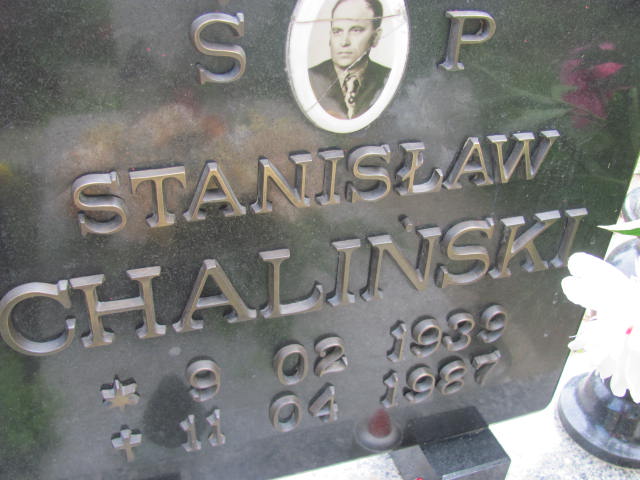 S P
STANISŁAW
CHALIŃSKI
9 02 1939
11 04 1987